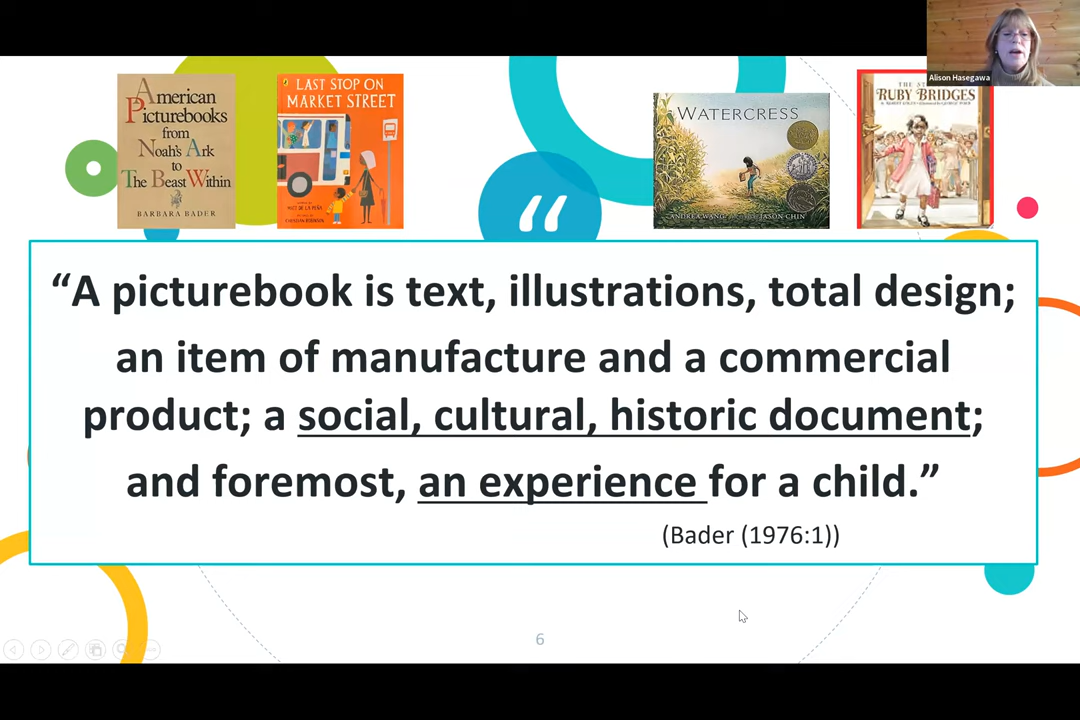 Alison Hasegawa
American
Picturebooks
from
Noah's Ark
to
The Beast Within
BARBARA BADER
LAST STOP ON
MARKET STREET
WATERCRESS
ANDREA WANG
JASON CHIN
THE ST
RUBY BRIDGES
“
“A picturebook is text, illustrations, total design;
an item of manufacture and a commercial
product; a social, cultural, historic document;
and foremost, an experience for a child.”
(Bader (1976:1))
6